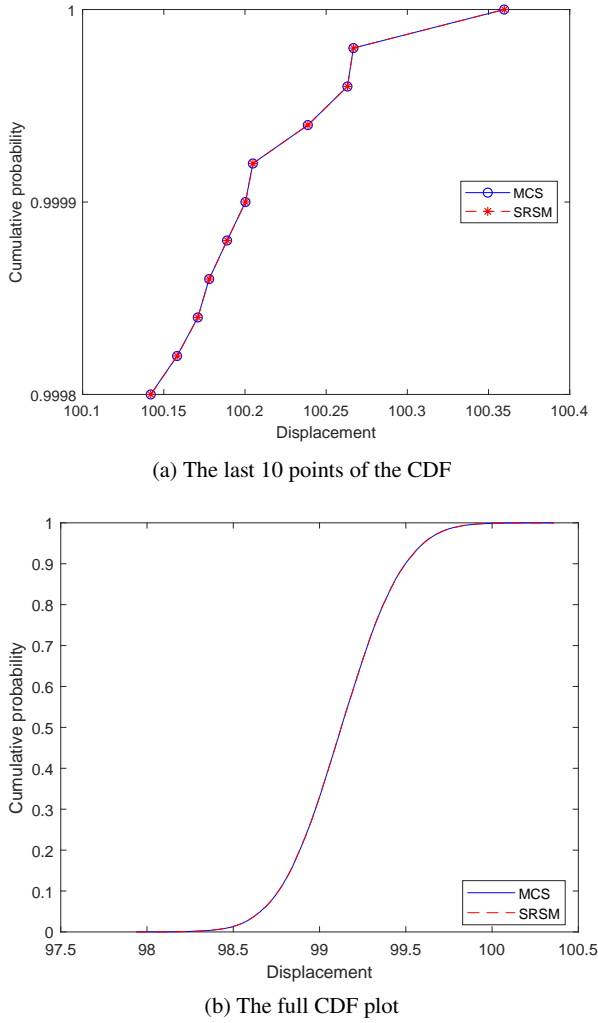 1
0.9999
0.9998
Cumulative probability
MCS
SRSM
100.1 100.15 100.2 100.25 100.3 100.35 100.4
Displacement
(a) The last 10 points of the CDF
1
0.9
0.8
0.7
0.6
0.5
0.4
0.3
0.2
0.1
0
Cumulative probability
MCS
SRSM
97.5 98 98.5 99 99.5 100 100.5
Displacement
(b) The full CDF plot